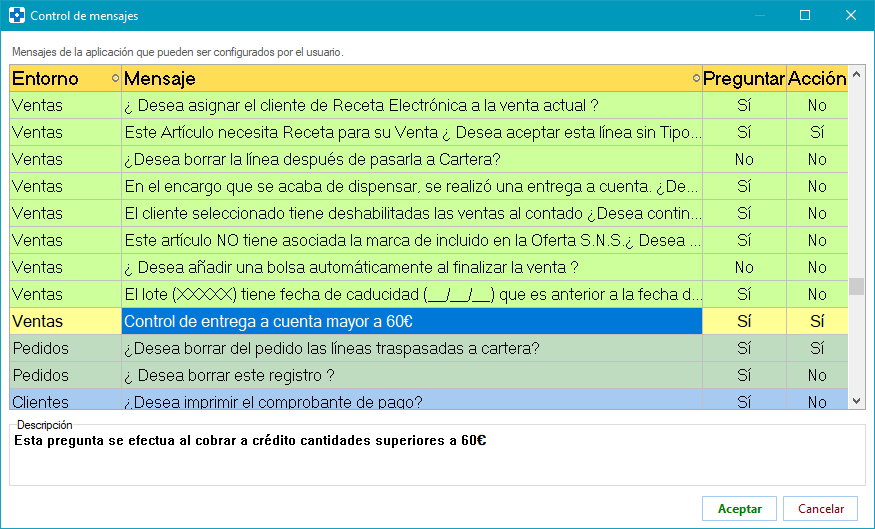 Control de mensajes
Mensajes de la aplicación que pueden ser configurados por el usuario.
Entorno Mensaje Preguntar Acción
Ventas ¿ Desea asignar el cliente de Receta Electrónica a la venta actual ? Sí No
Ventas Este Artículo necesita Receta para su Venta ¿ Desea aceptar esta línea sin Tipo... Sí Sí
Ventas ¿Desea borrar la línea después de pasarla a Cartera? No No
Ventas En el encargo que se acaba de dispensar, se realizó una entrega a cuenta. ¿De... Sí No
Ventas El cliente seleccionado tiene deshabilitadas las ventas al contado ¿Desea contin... Sí No
Ventas Este artículo NO tiene asociada la marca de incluido en la Oferta S.N.S.¿ Desea ... Sí No
Ventas ¿ Desea añadir una bolsa automáticamente al finalizar la venta ? No No
Ventas El lote (XXXXX) tiene fecha de caducidad (__/__/__) que es anterior a la fecha d... Sí No
Ventas Control de entrega a cuenta mayor a 60€ Sí Sí
Pedidos ¿Desea borrar del pedido las líneas traspasadas a cartera? Sí Sí
Pedidos ¿ Desea borrar este registro ? Sí No
Clientes ¿Desea imprimir el comprobante de pago? Sí No
Descripción
Esta pregunta se efectua al cobrar a crédito cantidades superiores a 60€
Aceptar Cancelar